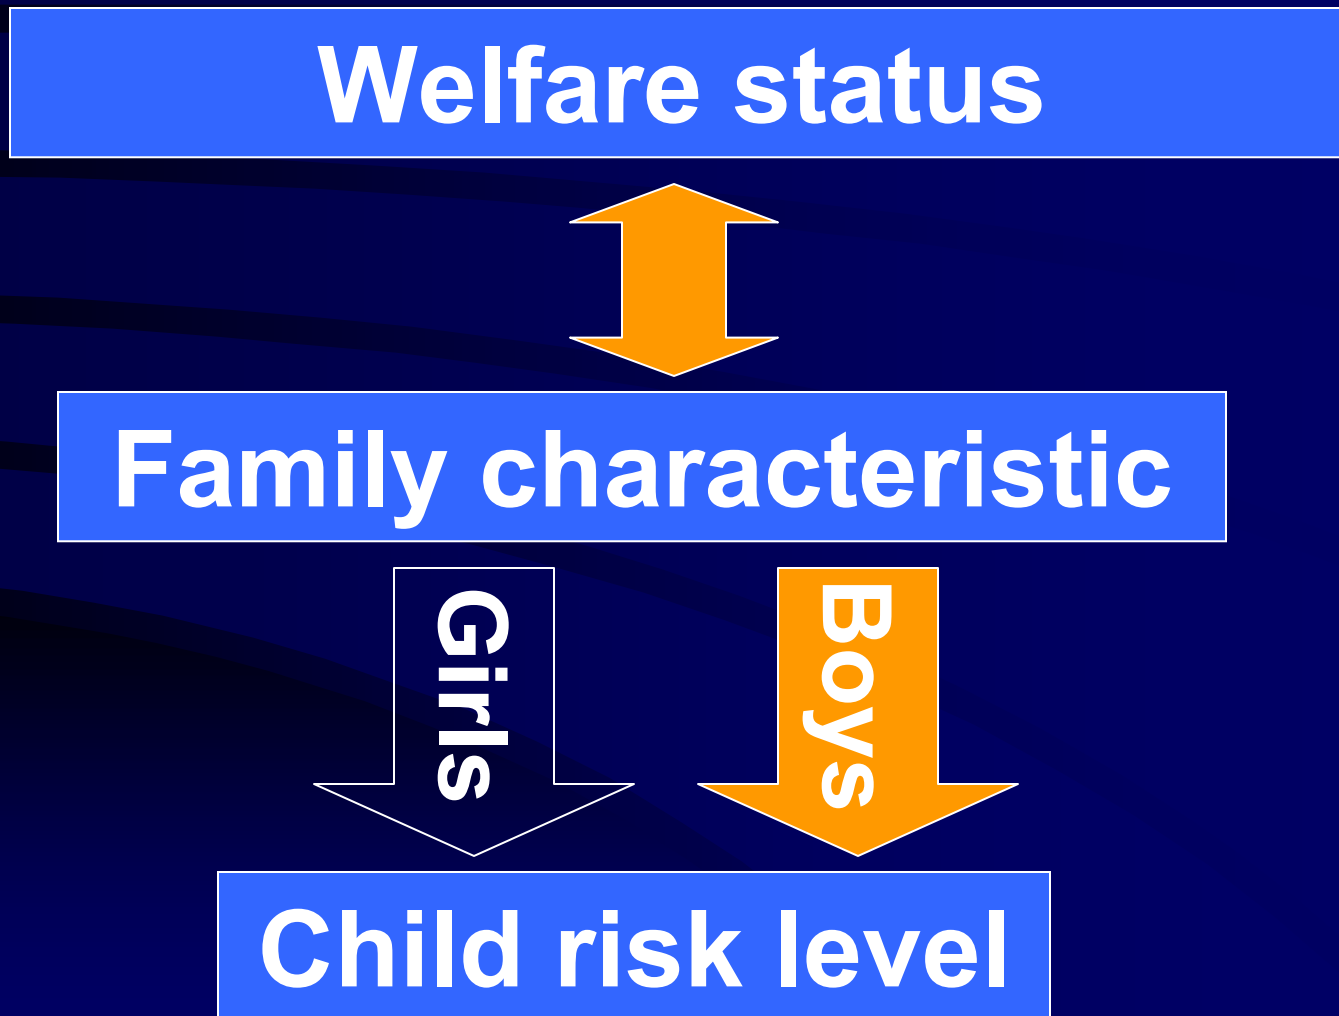 Welfare status
Family characteristic
Girls
Boys
Child risk level